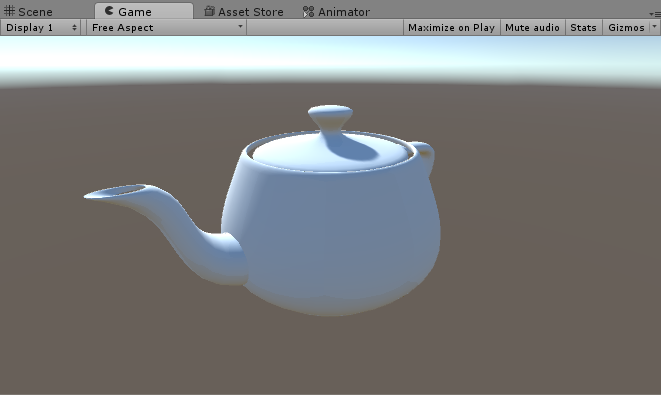 Scene Game Asset Store Animator
Display 1 Free Aspect Maximize on Play Mute audio Stats Gizmos